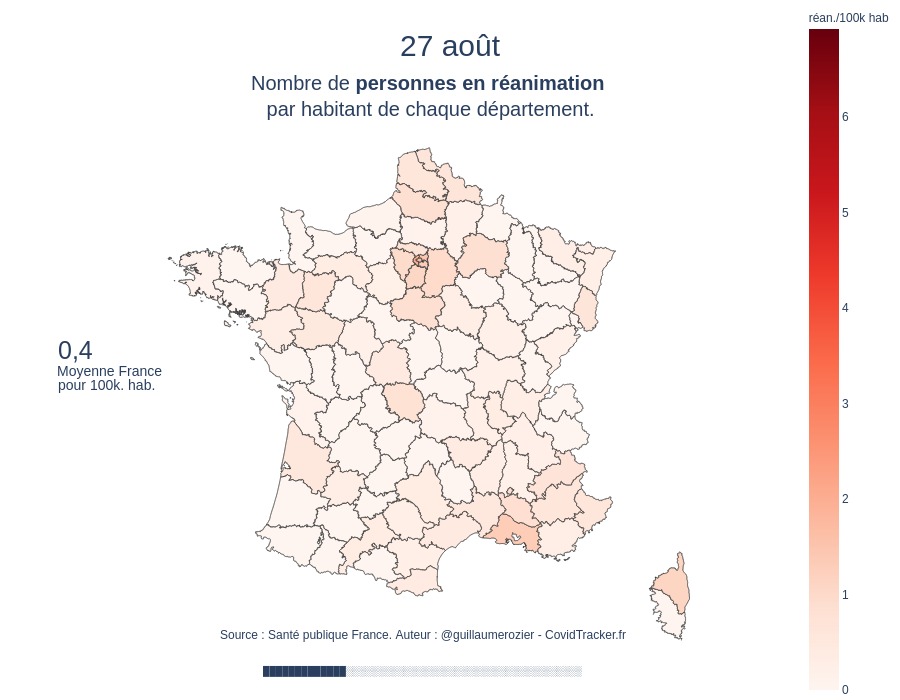 réan./100k hab
27 août
Nombre de personnes en réanimation
par habitant de chaque département.
6
5
4
3
2
1
0
0,4
Moyenne France
pour 100k. hab.
Source : Santé publique France. Auteur : @guillaumerozier - CovidTracker.fr